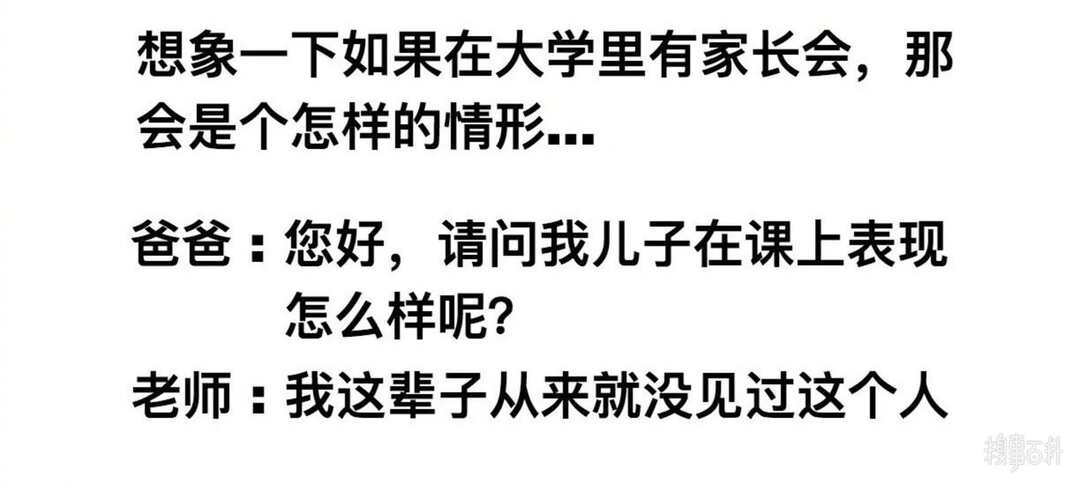 想象一下如果在大学里有家长会，那
会是个怎样的情形...
爸爸：您好，请问我儿子在课上表现
怎么样呢？
老师：我这辈子从来就没见过这个人
糗事百科